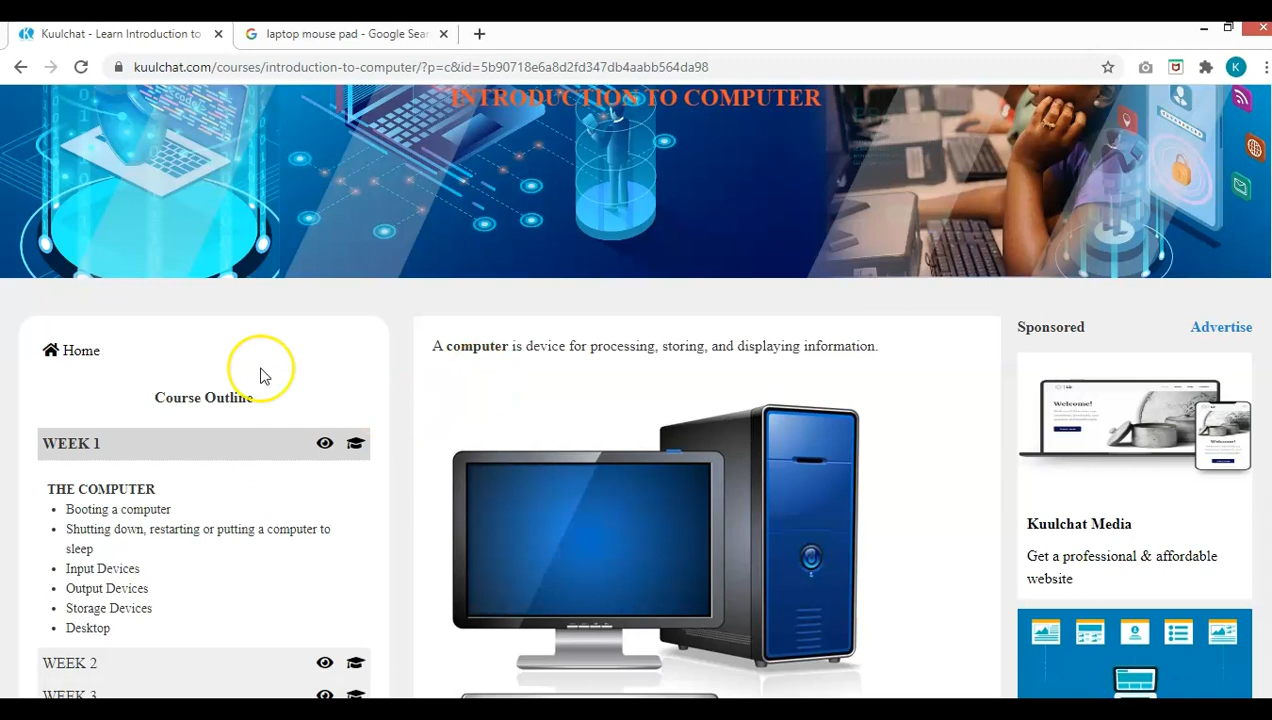 Kuulchat - Learn Introduction to
laptop mouse pad - Google Sear
kuulchat.com/courses/introduction-to-computer/?p=c&id=5b90718e6a8d2fd347db4aabb564da98
K
INTRODUCTION TO COMPUTER
Home
Course Outline
WEEK 1
THE COMPUTER
• Booting a computer
• Shutting down, restarting or putting a computer to
sleep
• Input Devices
• Output Devices
• Storage Devices
• Desktop
WEEK 2
WEEK 3
A computer is device for processing, storing, and displaying information.
Sponsored
Advertise
Welcome!
Welcome!
Kuulchat Media
Get a professional & affordable
website